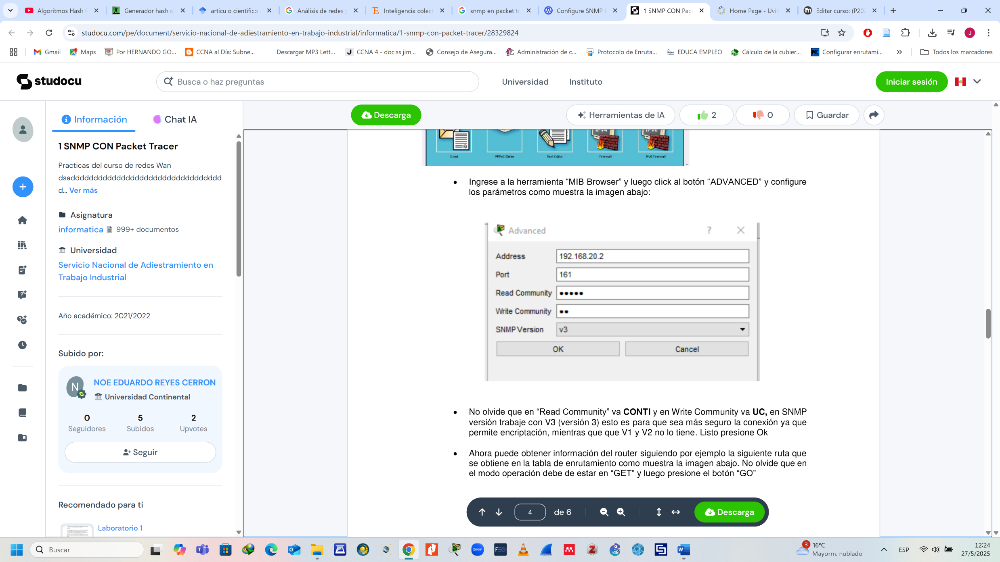 Algoritmos Hash f
Generador hash o
articulo científico
Análisis de redes y
Inteligencia colect
snmp en packet tr
Configure SNMP
1 SNMP CON Pac
Home Page - Uvir
Editar curso: (P202
studocu.com/pe/document/servicio-nacional-de-adiestramiento-en-trabajo-industrial/informatica/1-snmp-con-packet-tracer/28329824
J
Gmail
Maps
Por HERNANDO GO...
CCNA al Día: Subne...
Descargar MP3 Lett...
CCNA 4 - dociss jim...
Consejo de Asegura...
Administración de c...
Protocolo de Enruta...
EDUCA EMPLEO
Cálculo de la cubier...
Configurar enrutami...
Todos los marcadores
studocu
Busca o haz preguntas
Universidad
Instituto
Iniciar sesión
Información
Chat IA
Descarga
Herramientas de IA
2
0
Guardar
1 SNMP CON Packet Tracer
Practicas del curso de redes Wan
dsaddddddddddddddddddddddddddddddddd
d... Ver más
Asignatura
informatica 999+ documentos
Universidad
Servicio Nacional de Adiestramiento en
Trabajo Industrial
Año académico: 2021/2022
Subido por:
N
NOE EDUARDO REYES CERRON
Universidad Continental
0 5 2
Seguidores Subidos Upvotes
Seguir
Recomendado para ti
Laboratorio 1
IPv4 IPv6
Email PPPoE Dialer Text Editor Firewall IPv6 Firewall
• Ingrese a la herramienta “MIB Browser” y luego click al botón “ADVANCED” y configure
los parámetros como muestra la imagen abajo:
Advanced ?
Address 192.168.20.2
Port 161
Read Community •••••
Write Community ••
SNMP Version v3
OK Cancel
• No olvide que en “Read Community” va CONTI y en Write Community va UC, en SNMP
versión trabaje con V3 (versión 3) esto es para que sea más seguro la conexión ya que
permite encriptación, mientras que que V1 y V2 no lo tiene. Listo presione Ok
• Ahora puede obtener información del router siguiendo por ejemplo la siguiente ruta que
se obtiene en la tabla de enrutamiento como muestra la imagen abajo. No olvide que en
el modo operación debe de estar en “GET” y luego presione el botón “GO”
4 de 6
Descarga
Buscar
zoom
3
16°C
Mayorm. nublado
ESP
12:24
27/5/2025